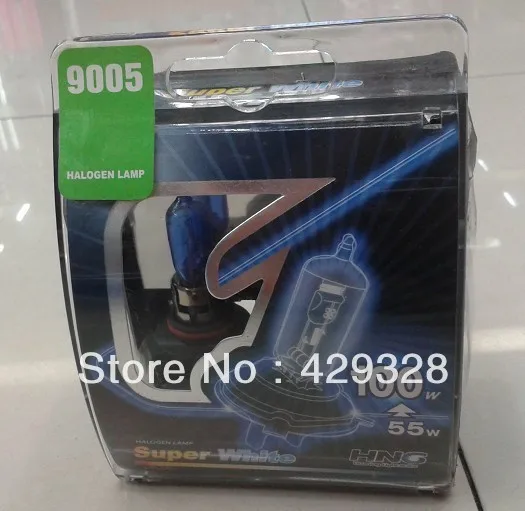 9005
HALOGEN LAMP
Store No : 429328
100w
55w
HALOGEN LAMP
Super White
HNG